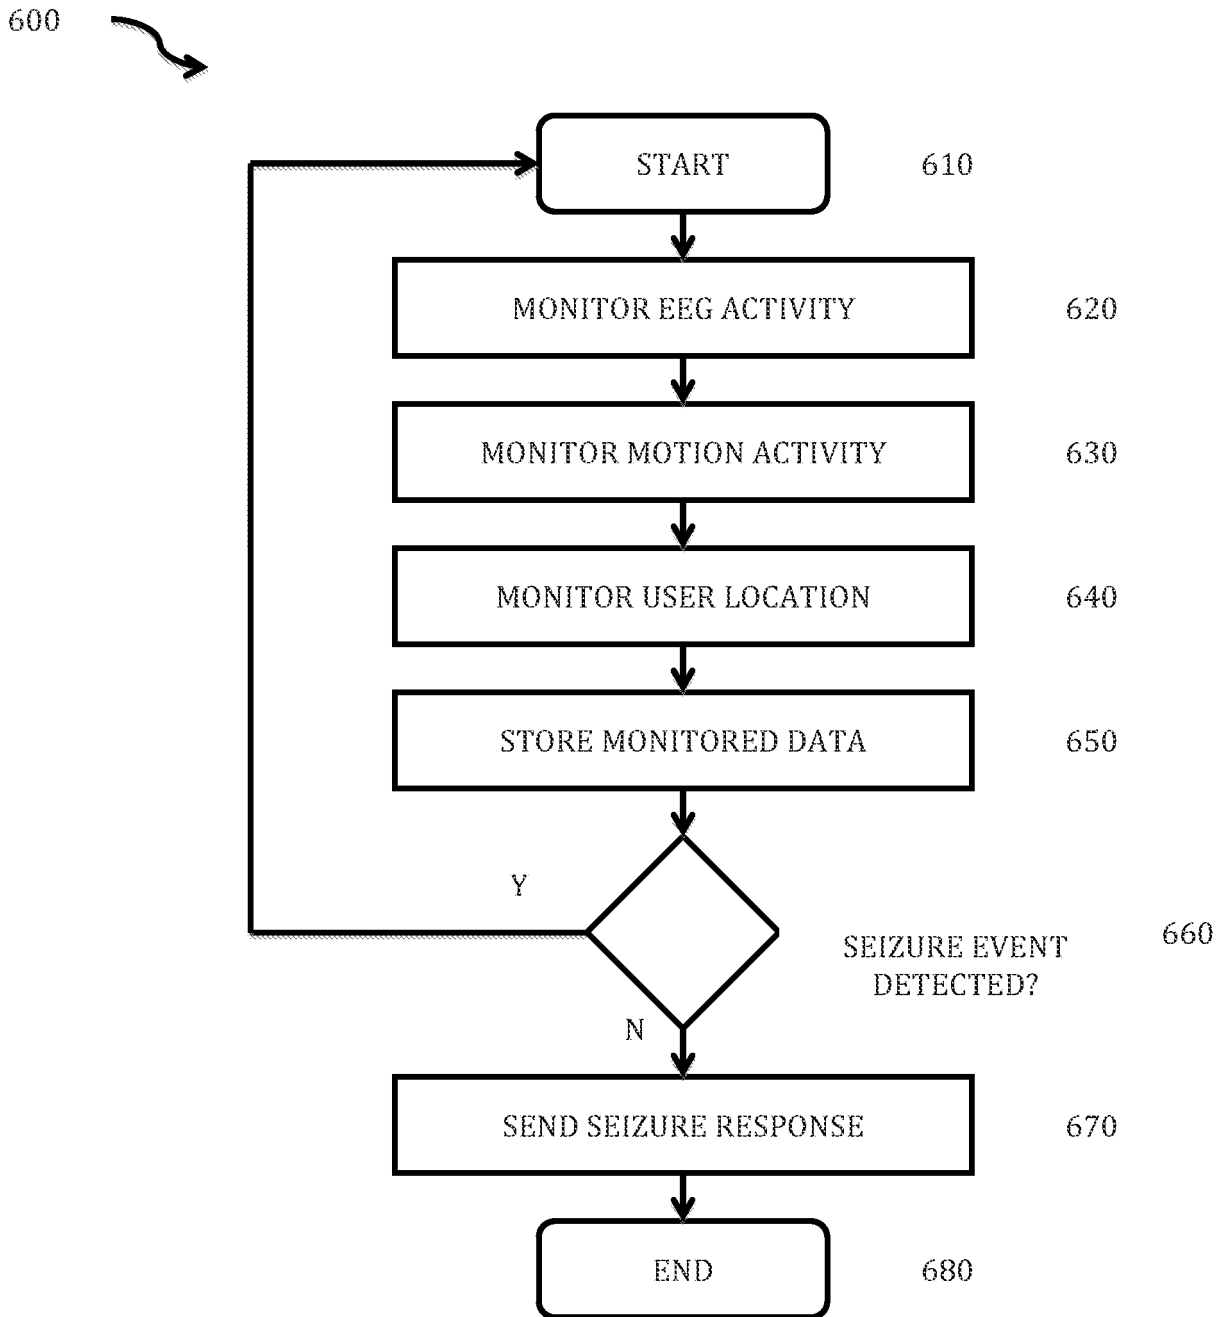 600
START
610
MONITOR EEG ACTIVITY
620
MONITOR MOTION ACTIVITY
630
MONITOR USER LOCATION
640
STORE MONITORED DATA
650
Y
SEIZURE EVENT
DETECTED?
660
N
SEND SEIZURE RESPONSE
670
END
680